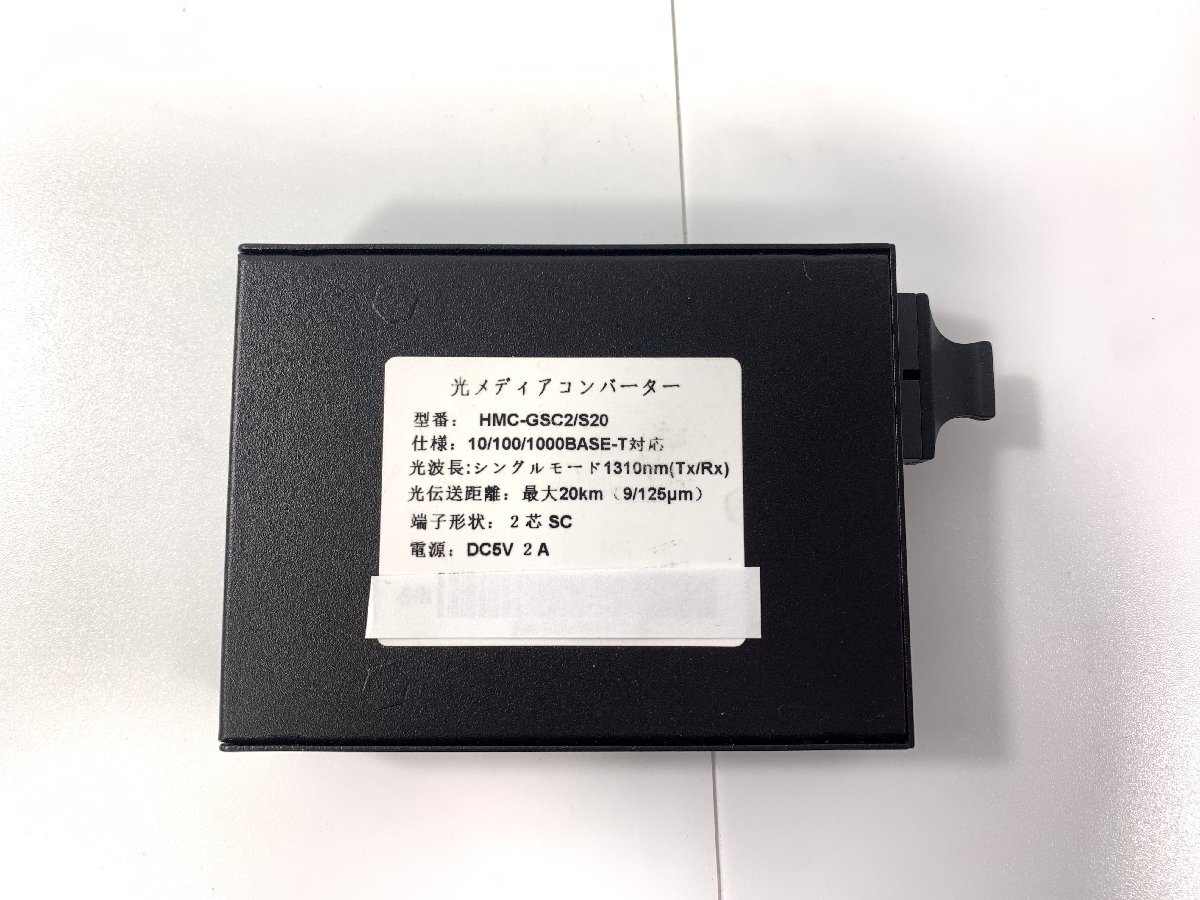 光メディアコンバーター
型番： HMC-GSC2/S20
仕様：10/100/1000BASE-T対応
光波長:シングルモード1310nm(Tx/Rx)
光伝送距離：最大20km（9/125μm）
端子形状：２芯 SC
電源：DC5V ２A